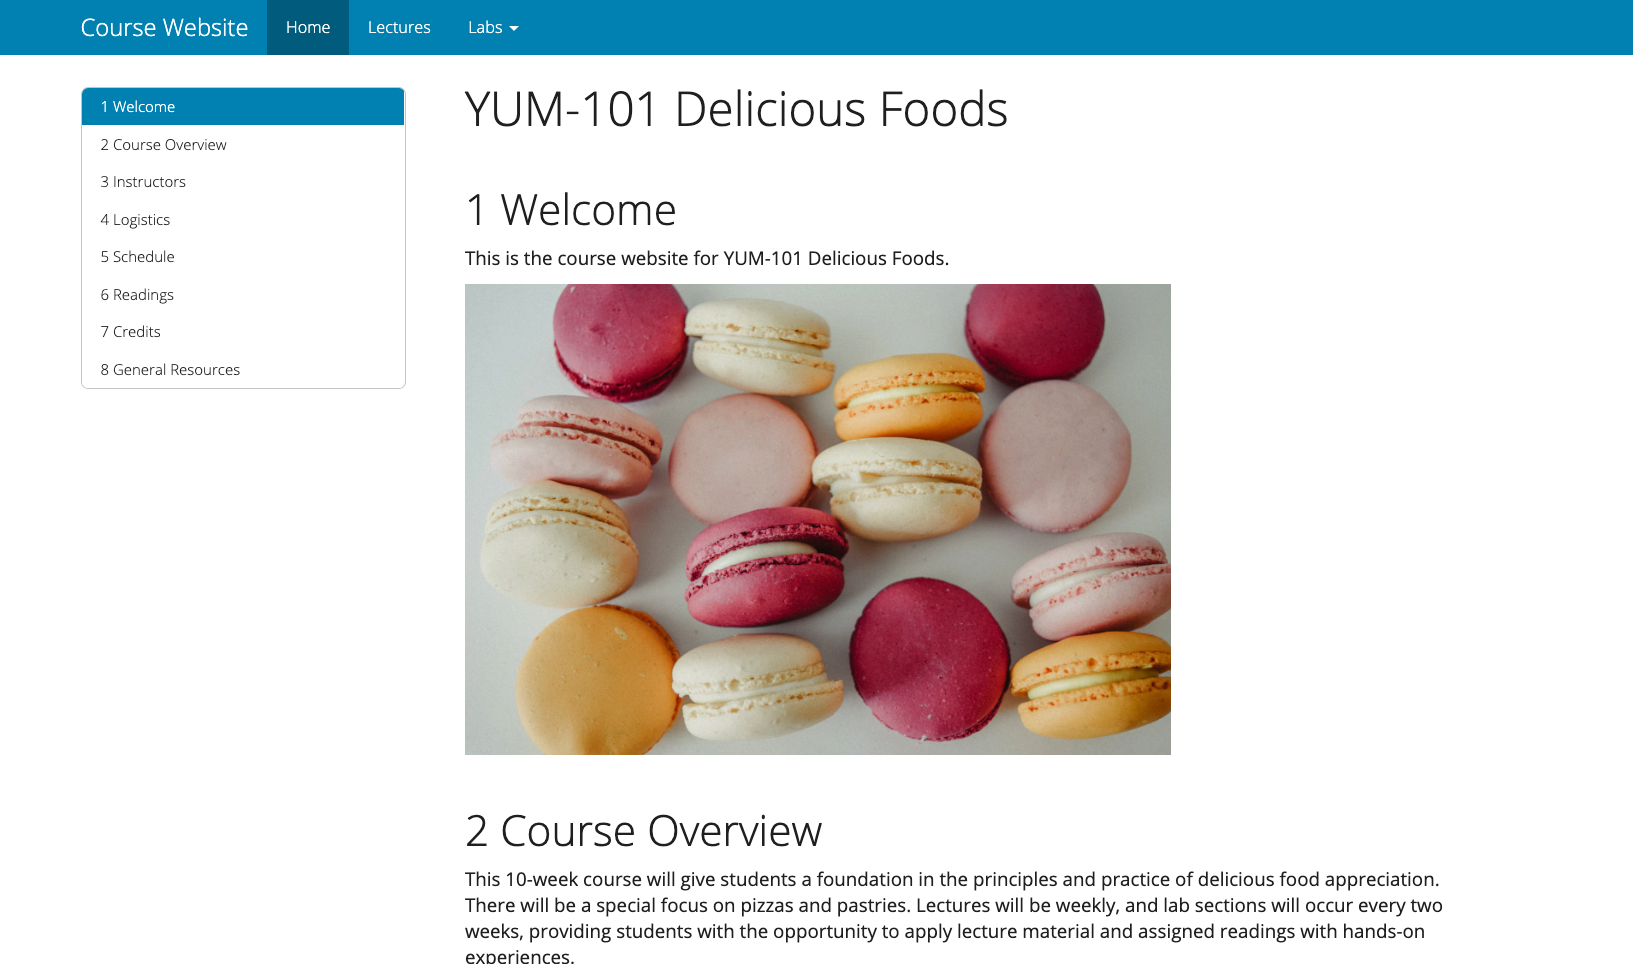 Course Website Home Lectures Labs
1 Welcome
2 Course Overview
3 Instructors
4 Logistics
5 Schedule
6 Readings
7 Credits
8 General Resources
YUM-101 Delicious Foods
1 Welcome
This is the course website for YUM-101 Delicious Foods.
2 Course Overview
This 10-week course will give students a foundation in the principles and practice of delicious food appreciation.
There will be a special focus on pizzas and pastries. Lectures will be weekly, and lab sections will occur every two
weeks, providing students with the opportunity to apply lecture material and assigned readings with hands-on
experiences.